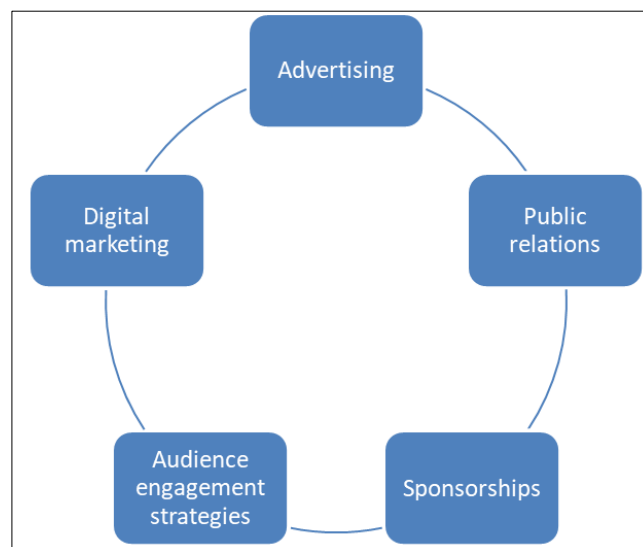 Advertising
Public
relations
Sponsorships
Audience
engagement
strategies
Digital
marketing